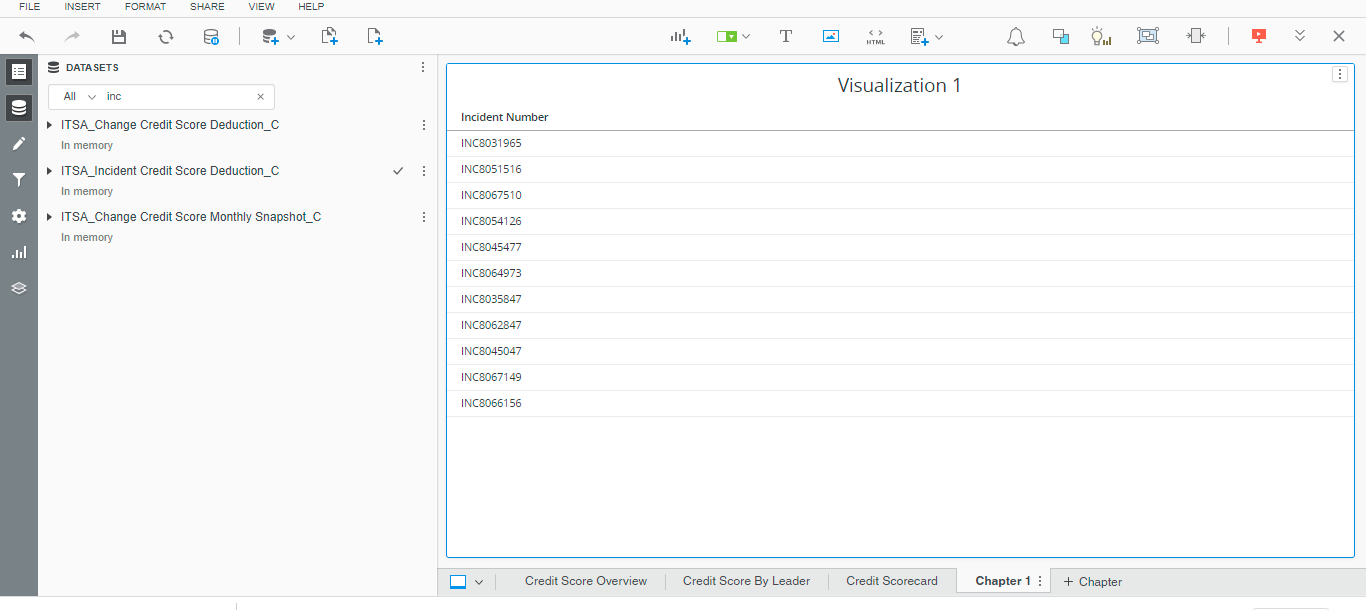 FILE INSERT FORMAT SHARE VIEW HELP
T
HTML
DATASETS
All inc
ITSA_Change Credit Score Deduction_C
In memory
ITSA_Incident Credit Score Deduction_C
In memory
ITSA_Change Credit Score Monthly Snapshot_C
In memory
Visualization 1
Incident Number
INC8031965
INC8051516
INC8067510
INC8054126
INC8045477
INC8064973
INC8035847
INC8062847
INC8045047
INC8067149
INC8066156
Credit Score Overview Credit Score By Leader Credit Scorecard Chapter 1 + Chapter